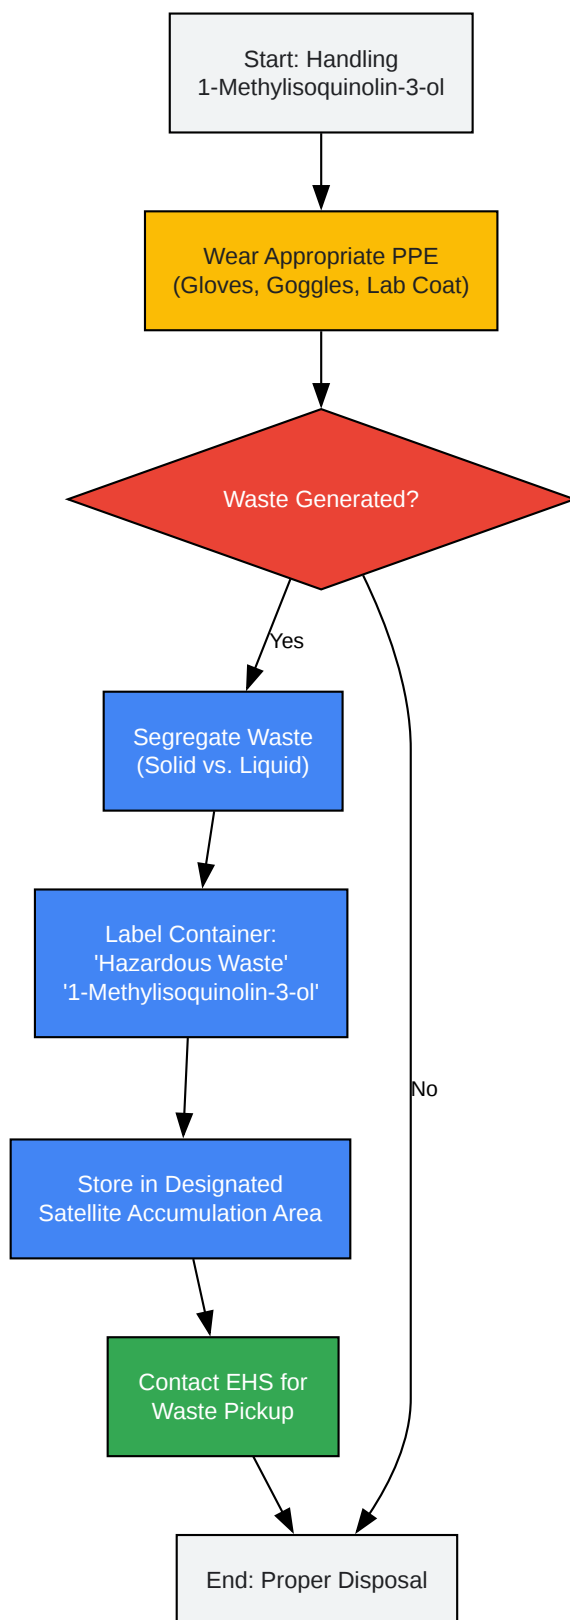 Start: Handling
1-Methylisoquinolin-3-ol
Wear Appropriate PPE
(Gloves, Goggles, Lab Coat)
Waste Generated?
Yes
Segregate Waste
(Solid vs. Liquid)
Label Container:
'Hazardous Waste'
'1-Methylisoquinolin-3-ol'
No
Store in Designated
Satellite Accumulation Area
Contact EHS for
Waste Pickup
End: Proper Disposal